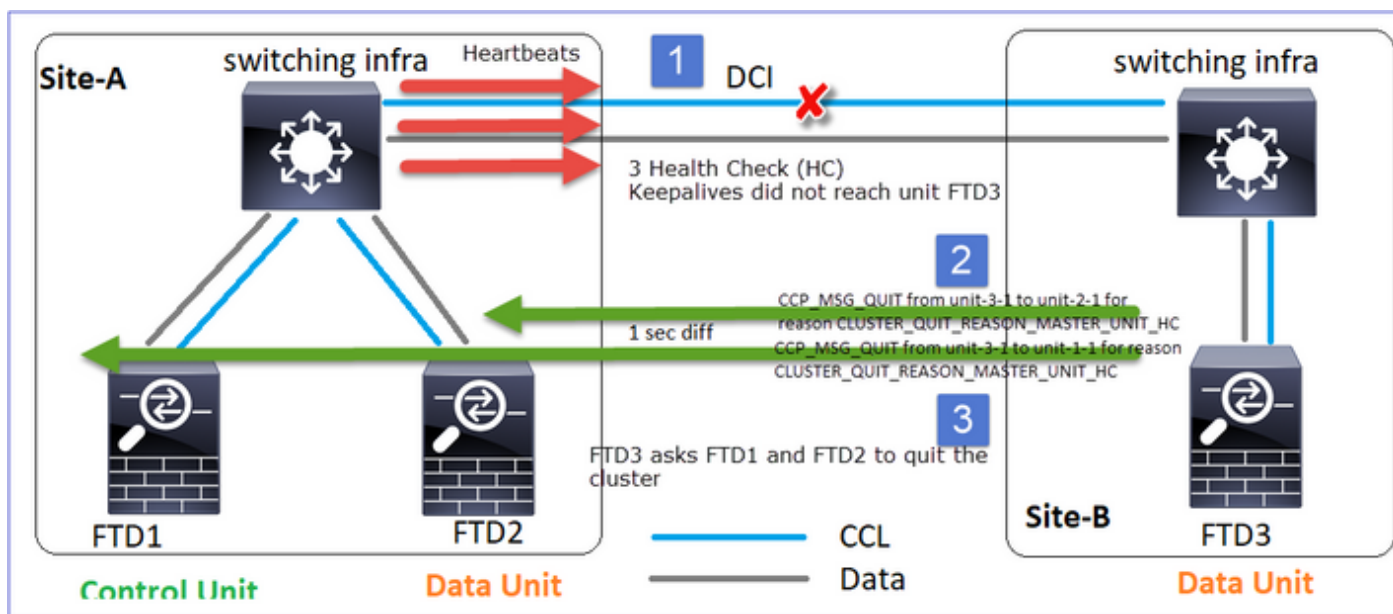 Site-A
switching infra
Heartbeats
1
DCI
switching infra
3 Health Check (HC)
Keepalives did not reach unit FTD3
2
CCP_MSG_QUIT from unit-3-1 to unit-2-1 for
reason CLUSTER_QUIT_REASON_MASTER_UNIT_HC
1 sec diff
CCP_MSG_QUIT from unit-3-1 to unit-1-1 for reason
CLUSTER_QUIT_REASON_MASTER_UNIT_HC
3
FTD3 asks FTD1 and FTD2 to quit the
cluster
FTD1
FTD2
Site-B
FTD3
CCL
Data
Control Unit
Data Unit
Data Unit